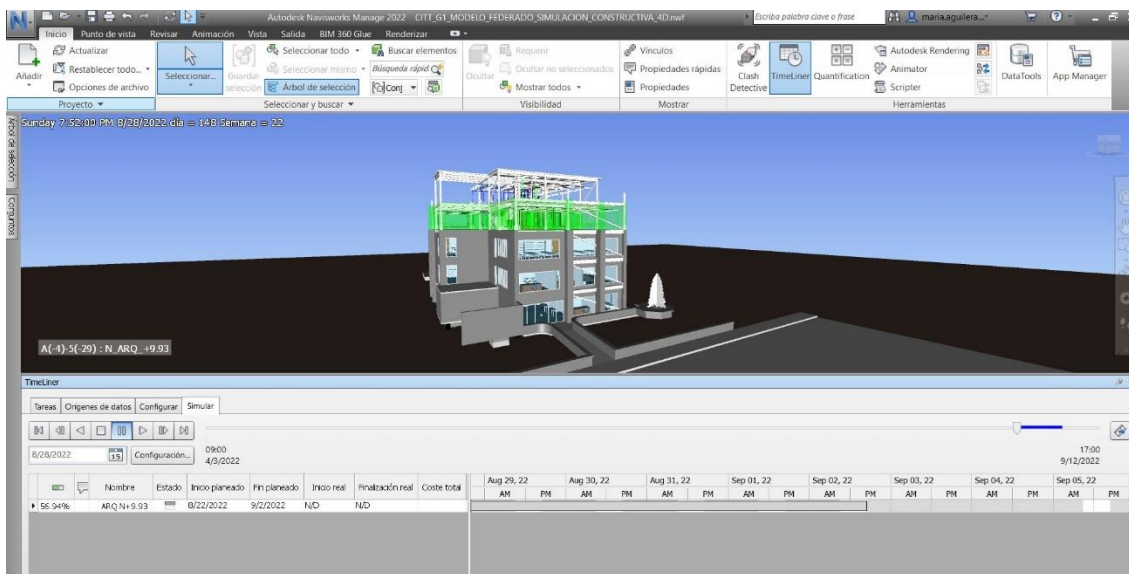 Autodesk Navisworks Manage 2022 CITT_G1_MODELO_FEDERADO_SIMULACION_CONSTRUCTIVA_4D.nwf
Escriba palabra clave o frase
maria.aguilera...
Inicio Punto de vista Revisar Animación Vista Salida BIM 360 Glue Renderizar
Añadir
Actualizar
Restablecer todo...
Opciones de archivo
Proyecto
Seleccionar...
Guardar selección
Seleccionar todo
Seleccionar mismo
Árbol de selección
Buscar elementos
Búsqueda rápid
Conj
Seleccionar y buscar
Ocultar
Requerir
Ocultar no seleccionados
Mostrar todos
Visibilidad
Vínculos
Propiedades rápidas
Propiedades
Mostrar
Clash Detective
TimeLiner
Quantification
Autodesk Rendering
Animator
Scripter
Herramientas
DataTools
App Manager
Árbol de selección
Conjuntos
Sunday 7:52:00 PM 8/28/2022 día = 148 Semana = 22
A(-4)-5(-29) : N_ARQ_+9.93
TimeLiner
Tareas Orígenes de datos Configurar Simular
8/28/2022 15 Configuración...
09:00
4/3/2022
17:00
9/12/2022
Nombre Estado Inicio planeado Fin planeado Inicio real Finalización real Coste total
56.94% ARQ N+9.93 8/22/2022 9/2/2022 N/D N/D
Aug 29, 22 Aug 30, 22 Aug 31, 22 Sep 01, 22 Sep 02, 22 Sep 03, 22 Sep 04, 22 Sep 05, 22
AM PM AM PM AM PM AM PM AM PM AM PM AM PM AM PM